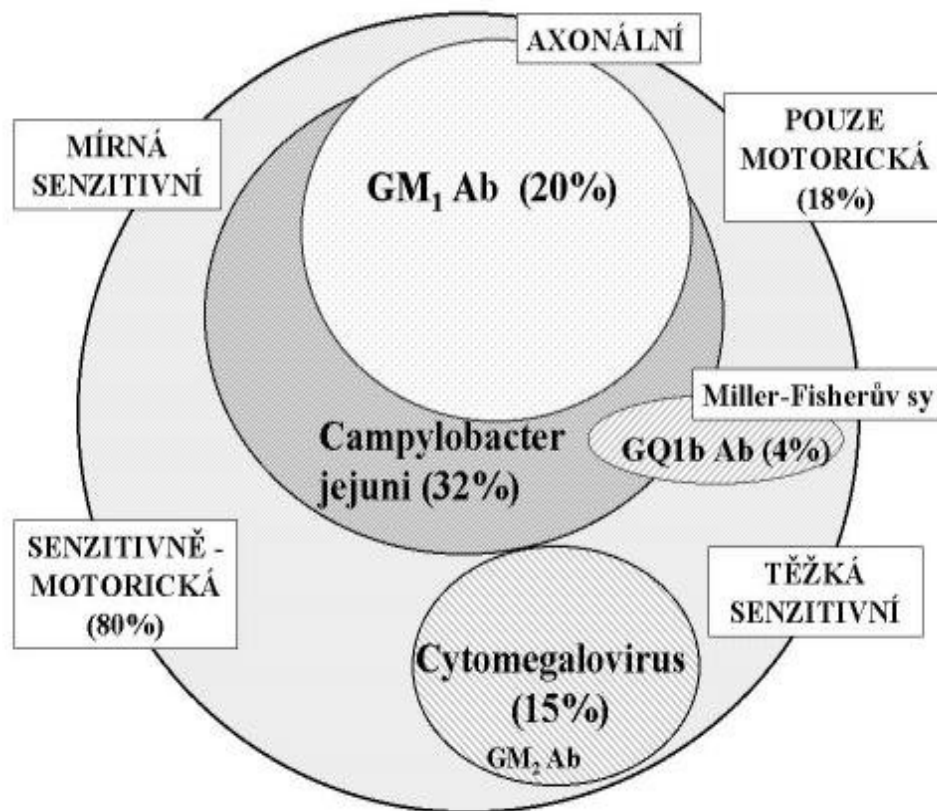 AXONÁLNÍ
MÍRNÁ
SENZITIVNÍ
POUZE
MOTORICKÁ
(18%)
GM₁ Ab (20%)
Miller-Fisherův sy
GQ1b Ab (4%)
Campylobacter
jejuni (32%)
SENZITIVNĚ -
MOTORICKÁ
(80%)
TĚŽKÁ
SENZITIVNÍ
Cytomegalovirus
(15%)
GM₂ Ab